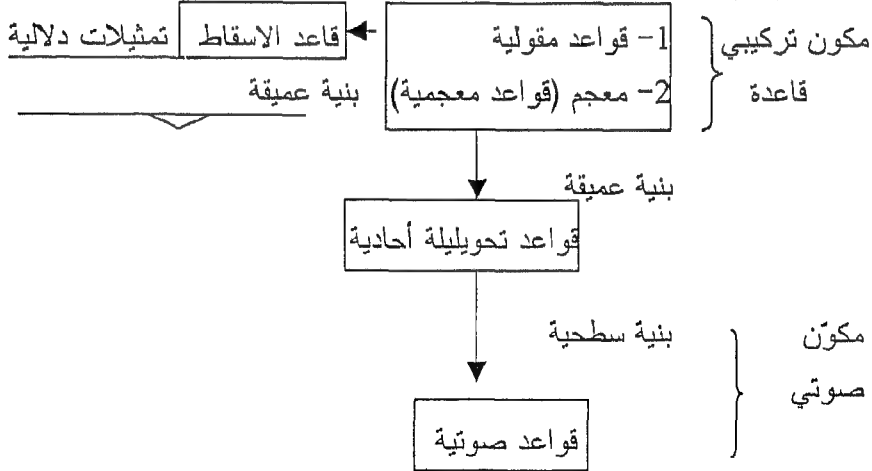 مكون تركيبي 1- قواعد مقولية قاعد الاسقاط تمثيلات دلالية
قاعدة 2- معجم (قواعد معجمية) بنية عميقة
بنية عميقة
قواعد تحويليلة أحادية
مكوّن بنية سطحية
صوتي
قواعد صوتية